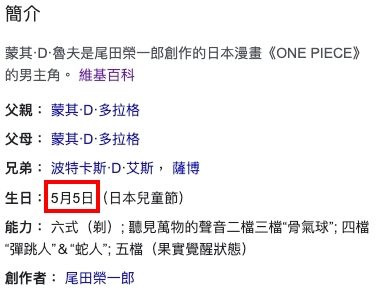 簡介
蒙其·D·魯夫是尾田榮一郎創作的日本漫畫《ONE PIECE》
的男主角。 維基百科
父親： 蒙其·D·多拉格
父母： 蒙其·D·多拉格
兄弟： 波特卡斯·D·艾斯， 薩博
生日： 5月5日（日本兒童節）
能力： 六式（剃）; 聽見萬物的聲音二檔三檔“骨氣球”; 四檔
“彈跳人”＆“蛇人”; 五檔（果實覺醒狀態）
創作者： 尾田榮一郎